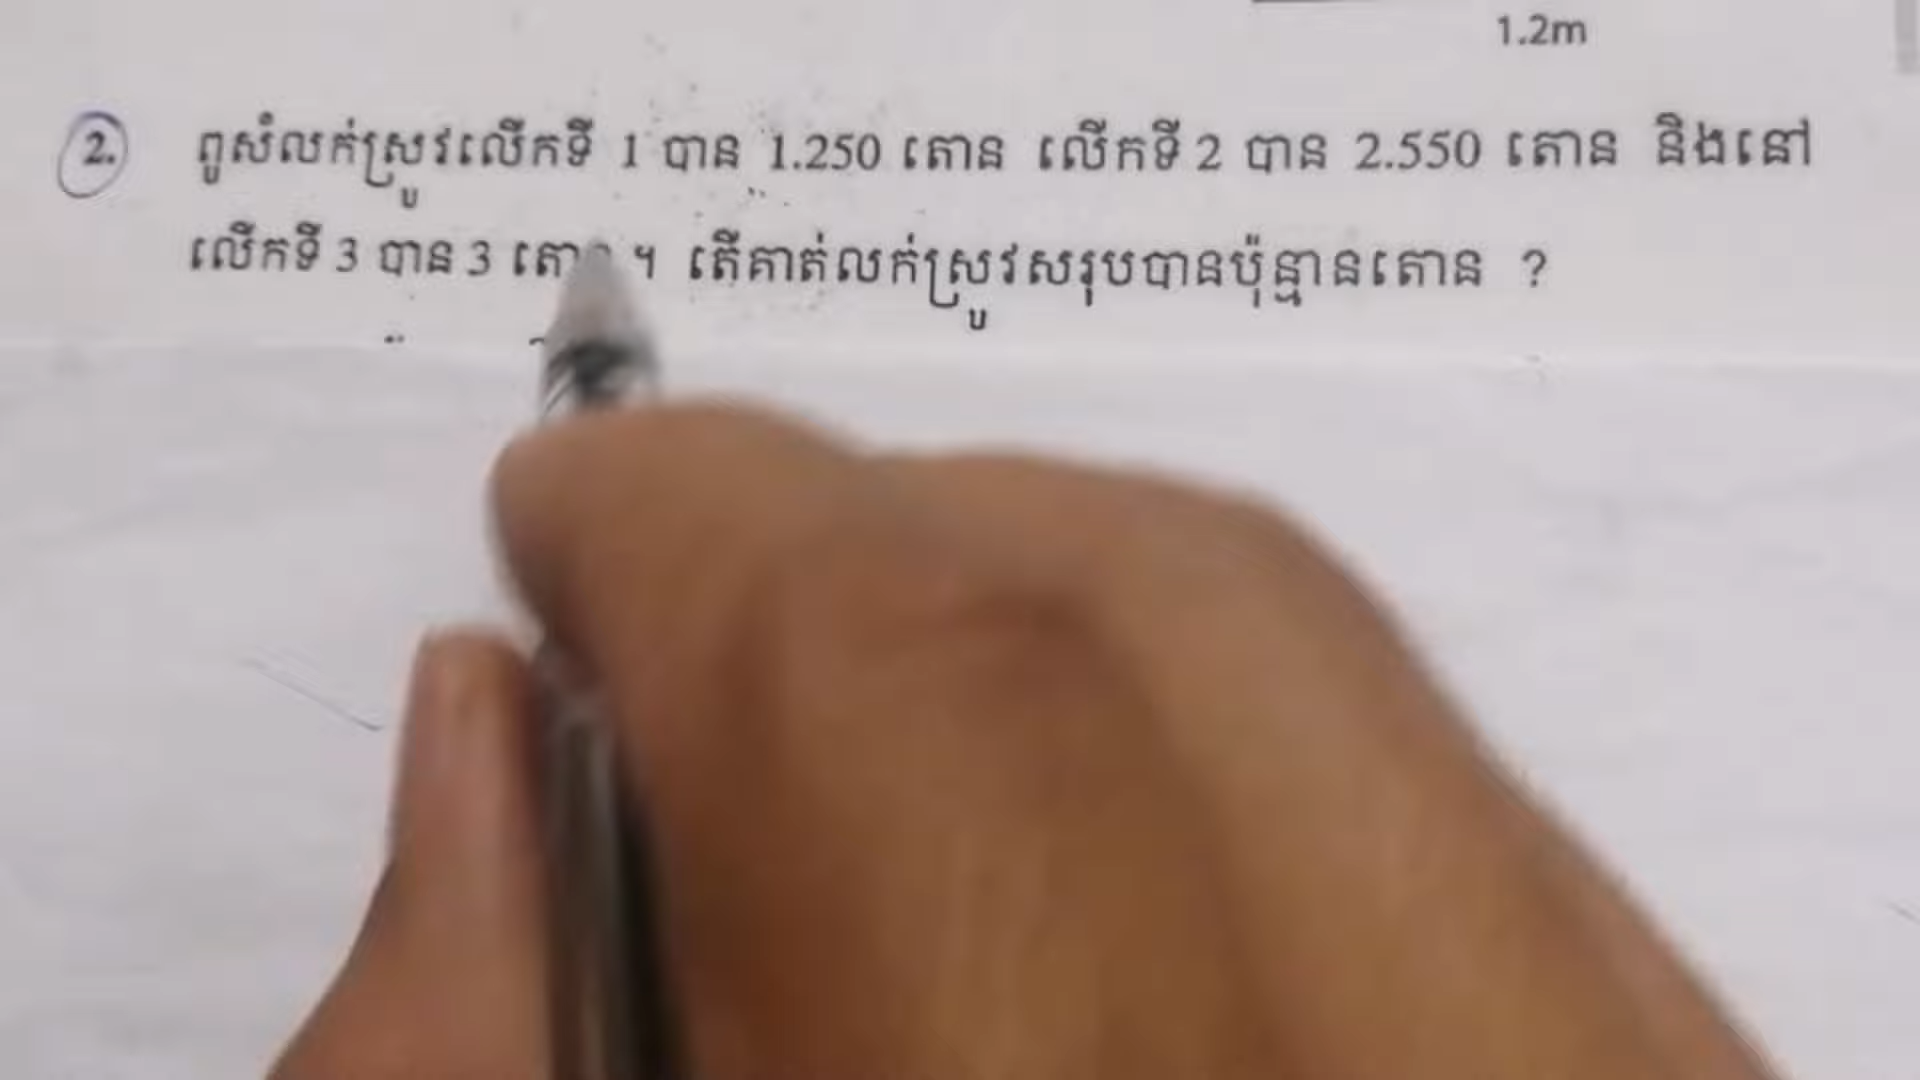 1.2m
2. ពូសំលក់ស្រូវលើកទី 1 បាន 1.250 តោន លើកទី 2 បាន 2.550 តោន និងនៅ
លើកទី 3 បាន 3 តោន ។ តើគាត់លក់ស្រូវសរុបបានប៉ុន្មានតោន ?